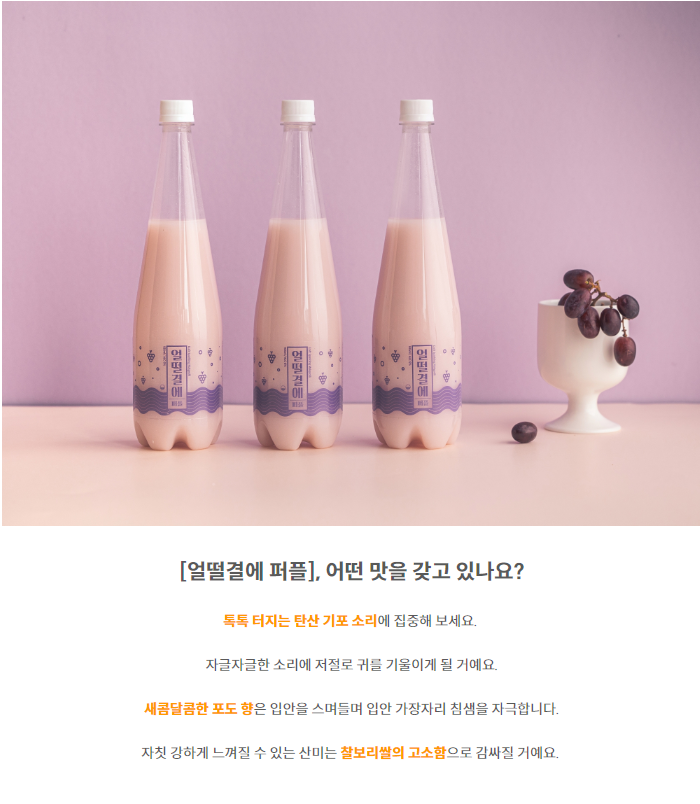 얼떨결에
퍼플
얼떨결에
퍼플
얼떨결에
퍼플
[얼떨결에 퍼플], 어떤 맛을 갖고 있나요?
톡톡 터지는 탄산 기포 소리에 집중해 보세요.
자글자글한 소리에 저절로 귀를 기울이게 될 거예요.
새콤달콤한 포도 향은 입안을 스며들며 입안 가장자리 침샘을 자극합니다.
자칫 강하게 느껴질 수 있는 산미는 찰보리쌀의 고소함으로 감싸질 거예요.